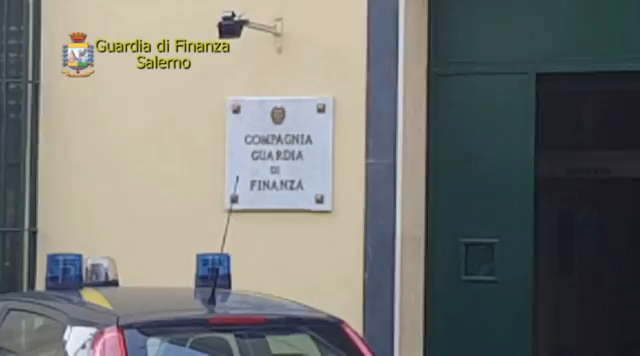 Guardia di Finanza
Salerno
COMPAGNIA
GUARDIA
DI
FINANZA